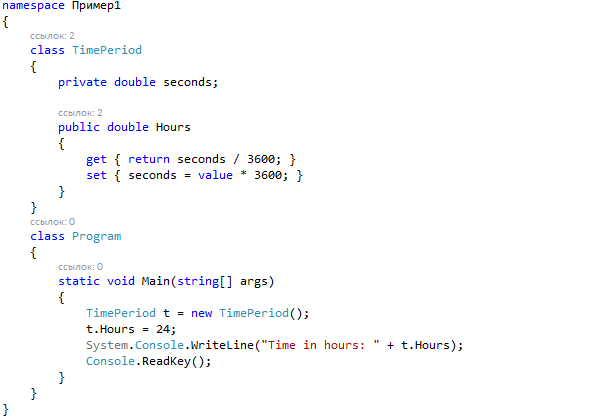 namespace Пример1
{
ссылок: 2
class TimePeriod
{
private double seconds;
ссылок: 2
public double Hours
{
get { return seconds / 3600; }
set { seconds = value * 3600; }
}
}
ссылок: 0
class Program
{
ссылок: 0
static void Main(string[] args)
{
TimePeriod t = new TimePeriod();
t.Hours = 24;
System.Console.WriteLine("Time in hours: " + t.Hours);
Console.ReadKey();
}
}
}